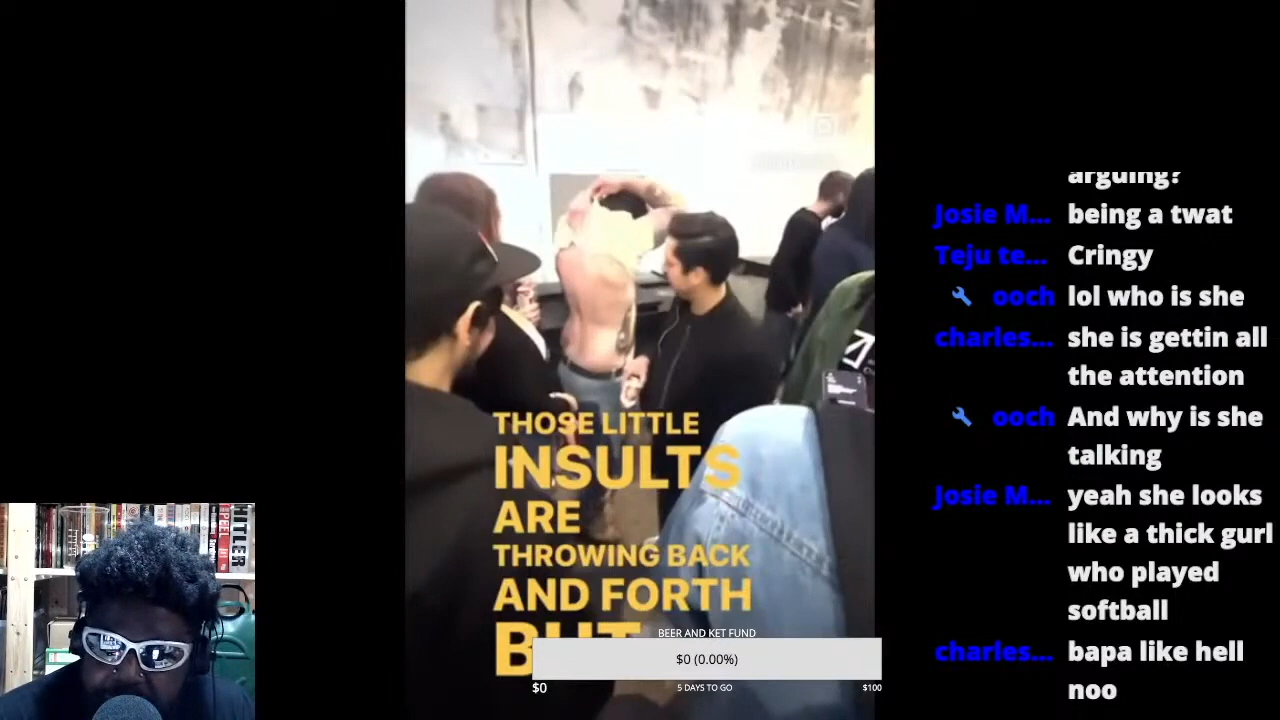 arguing?
Josie M... being a twat
Teju te... Cringy
ooch lol who is she
charles... she is gettin all
the attention
ooch And why is she
talking
Josie M... yeah she looks
like a thick gurl
who played
softball
charles... bapa like hell
noo
THOSE LITTLE
INSULTS
ARE
THROWING BACK
AND FORTH
BUT
BEER AND KET FUND
$0 (0.00%)
$0 5 DAYS TO GO $100
HITLER